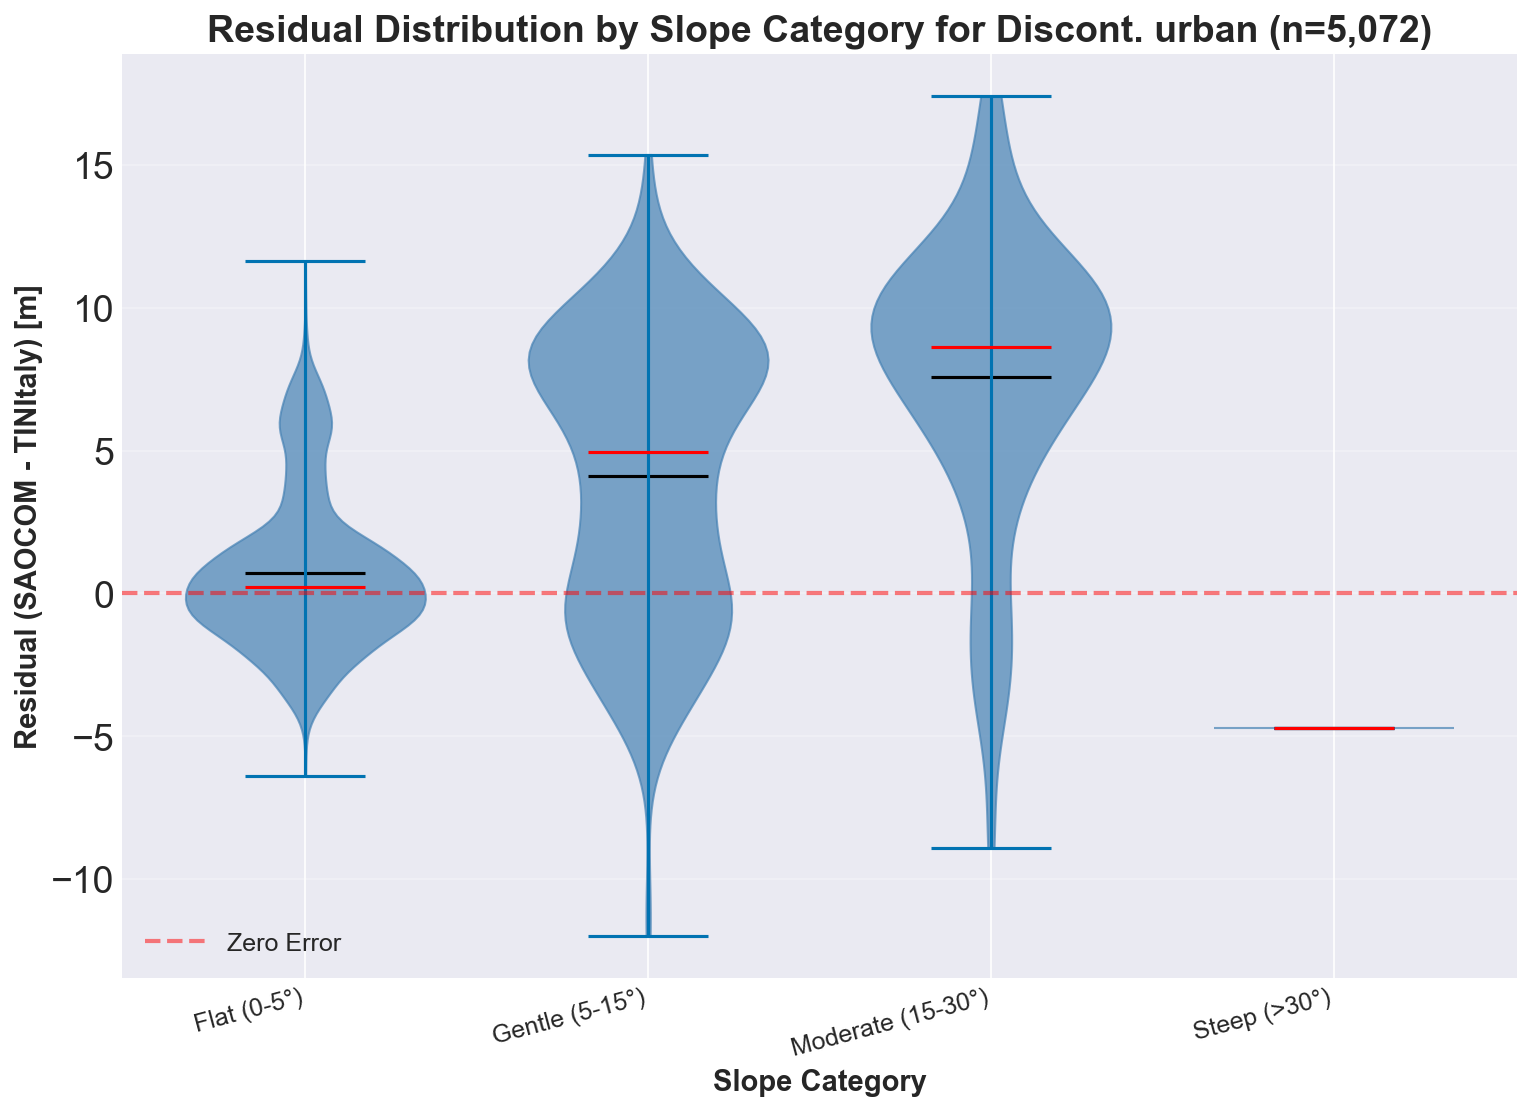 Residual Distribution by Slope Category for Discont. urban (n=5,072)
Residual (SAOCOM - TINItaly) [m]
15
10
5
0
−5
−10
Zero Error
Flat (0-5°)
Gentle (5-15°)
Moderate (15-30°)
Steep (>30°)
Slope Category